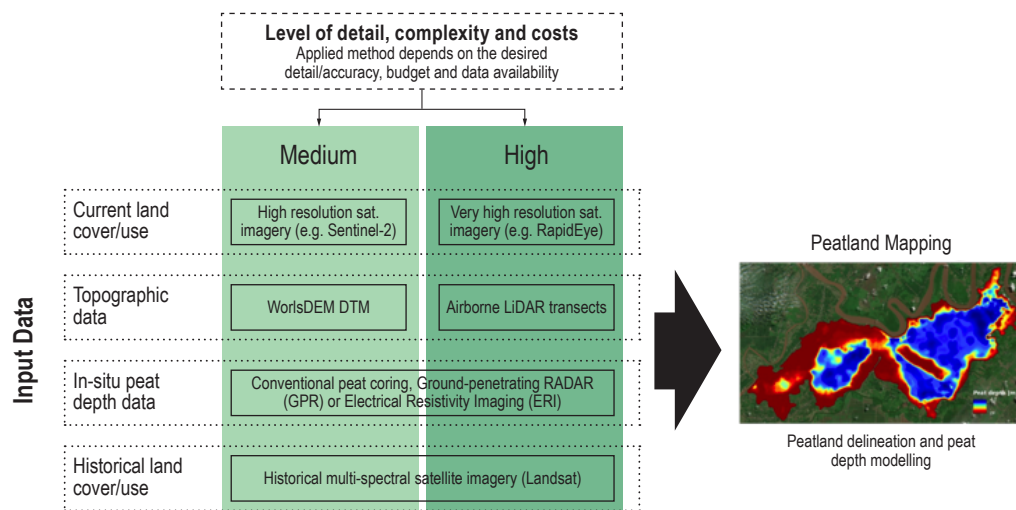 Level of detail, complexity and costs
Applied method depends on the desired
detail/accuracy, budget and data availability
Medium
High
Input Data
Current land
cover/use
High resolution sat.
imagery (e.g. Sentinel-2)
Very high resolution sat.
imagery (e.g. RapidEye)
Topographic
data
WorlsDEM DTM
Airborne LiDAR transects
In-situ peat
depth data
Conventional peat coring, Ground-penetrating RADAR
(GPR) or Electrical Resistivity Imaging (ERI)
Historical land
cover/use
Historical multi-spectral satellite imagery (Landsat)
Peatland Mapping
Peat depth
Peatland delineation and peat
depth modelling